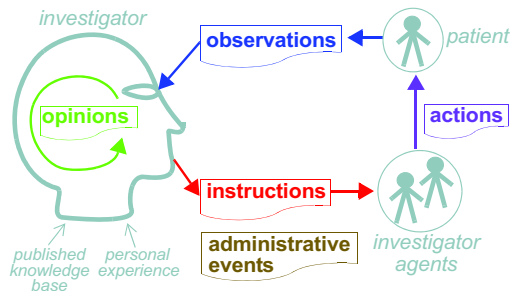 investigator
observations
patient
opinions
actions
instructions
administrative
events
investigator
agents
published
knowledge
base
personal
experience